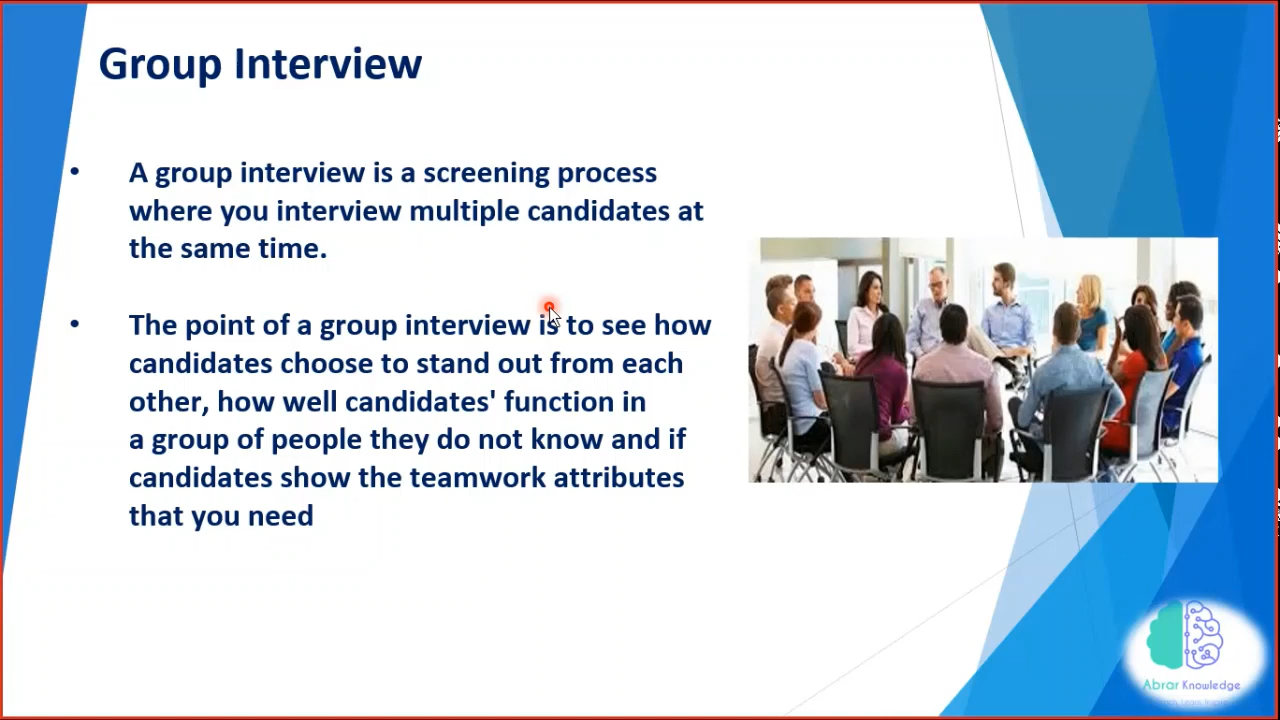 Group Interview
• A group interview is a screening process
where you interview multiple candidates at
the same time.
• The point of a group interview is to see how
candidates choose to stand out from each
other, how well candidates' function in
a group of people they do not know and if
candidates show the teamwork attributes
that you need
Abrar Knowledge